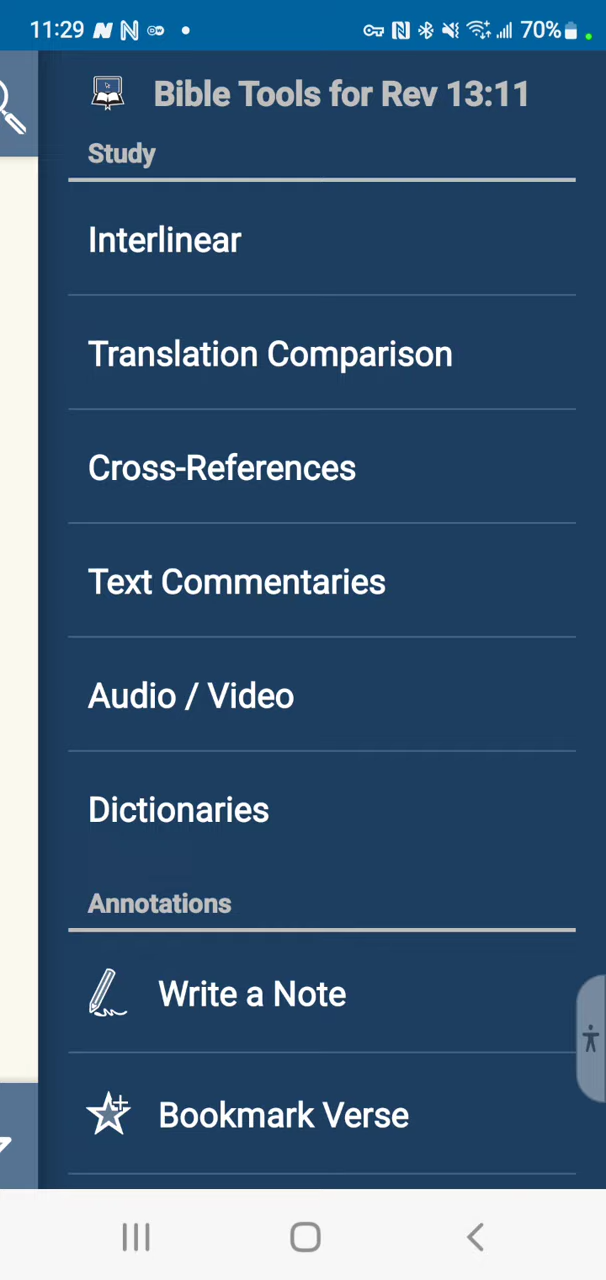 11:29 70%
Bible Tools for Rev 13:11
Study
Interlinear
Translation Comparison
Cross-References
Text Commentaries
Audio / Video
Dictionaries
Annotations
Write a Note
Bookmark Verse